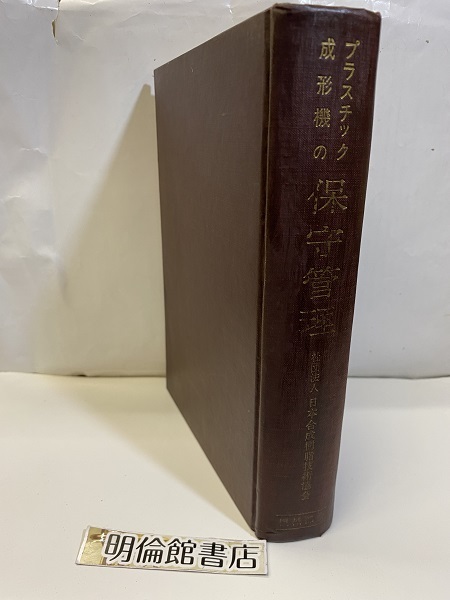 プラスチック
成形機の
保守管理
社団法人 日本合成樹脂技術協会
明倫館書店